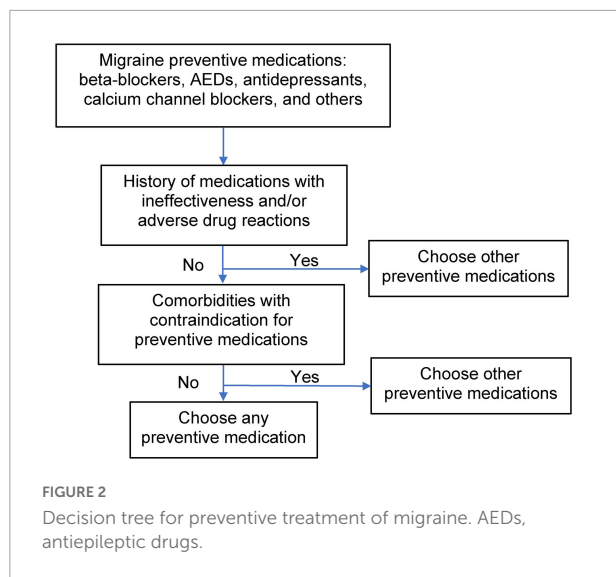 Migraine preventive medications:
beta-blockers, AEDs, antidepressants,
calcium channel blockers, and others
History of medications with
ineffectiveness and/or
adverse drug reactions
No
Yes
Choose other
preventive medications
Comorbidities with
contraindication for
preventive medications
No
Yes
Choose other
preventive medications
Choose any
preventive medication
FIGURE 2
Decision tree for preventive treatment of migraine. AEDs,
antiepileptic drugs.